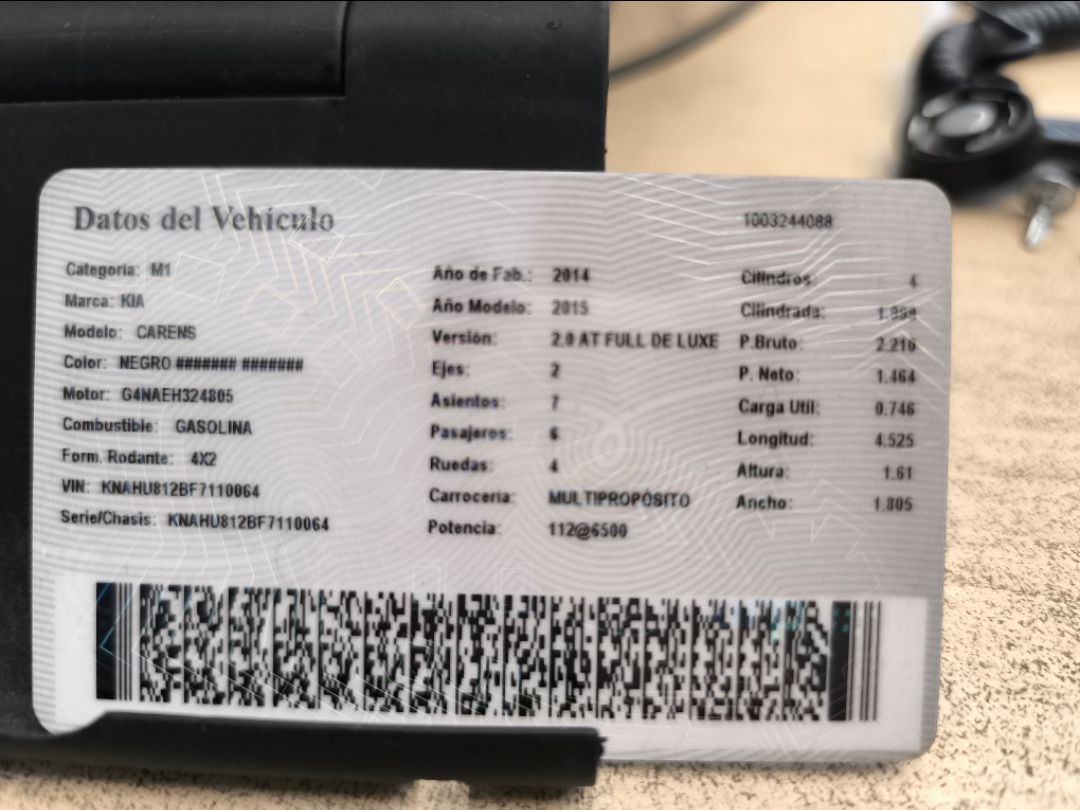 Datos del Vehículo
1003244088
Categoria: M1
Marca: KIA
Modelo: CARENS
Color: NEGRO ####### #######
Motor: G4NAEH324805
Combustible: GASOLINA
Form. Rodante: 4X2
VIN: KNAHU812BF7110064
Serie/Chasis: KNAHU812BF7110064
Año de Fab.: 2014
Año Modelo: 2015
Versión: 2.0 AT FULL DE LUXE
Ejes: 2
Asientos: 7
Pasajeros: 6
Ruedas: 4
Carrocería: MULTIPROPÓSITO
Potencia: 112@6500
Cilindros: 4
Cilindrada:
P.Bruto: 2.210
P. Neto: 1.464
Carga Util: 0.746
Longitud: 4.525
Altura: 1.61
Ancho: 1.805